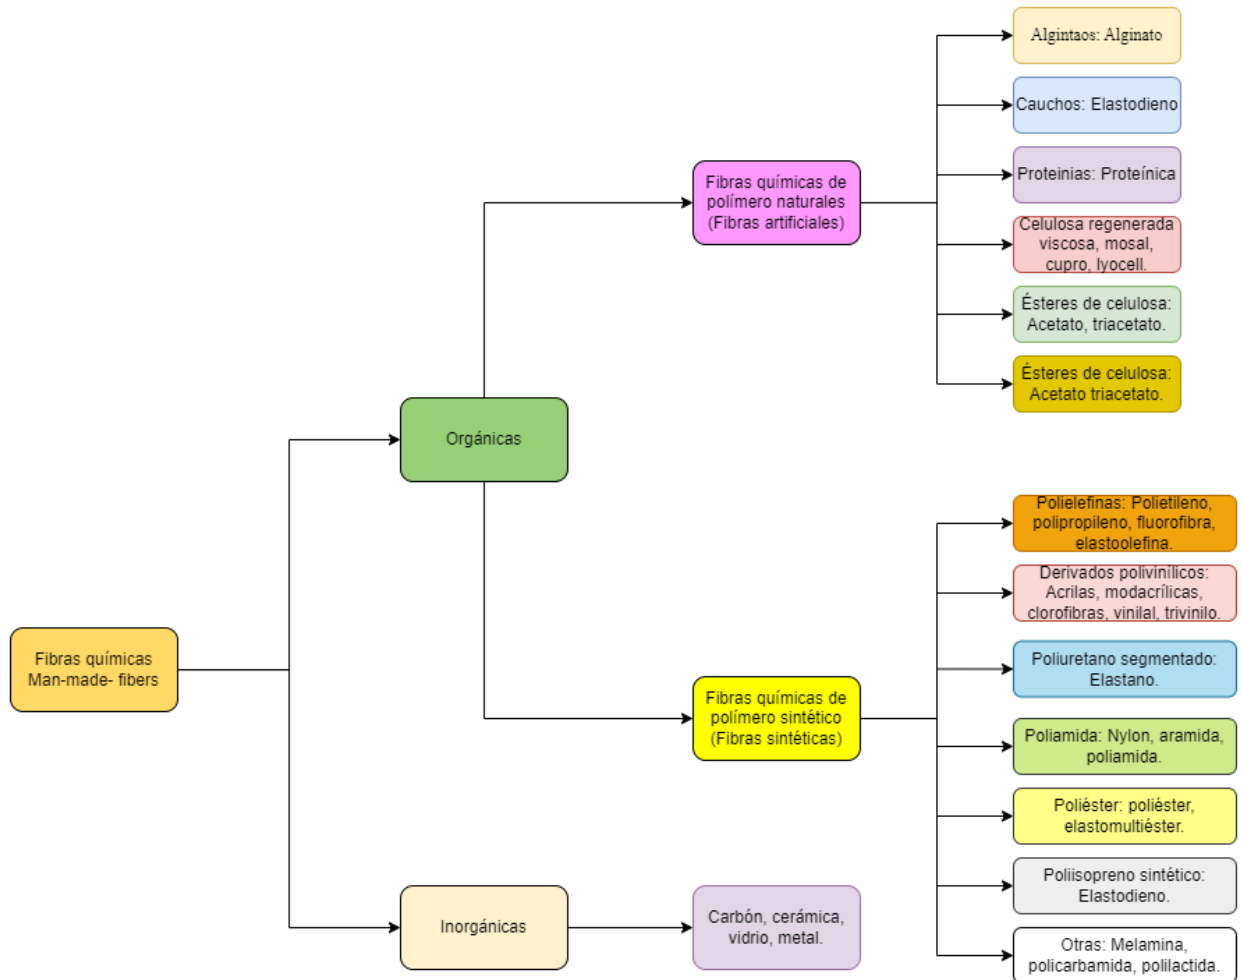 Fibras químicas
Man-made- fibers
Orgánicas
Inorgánicas
Fibras químicas de
polímero naturales
(Fibras artificiales)
Fibras químicas de
polímero sintético
(Fibras sintéticas)
Carbón, cerámica,
vidrio, metal.
Algintaos: Alginato
Cauchos: Elastodieno
Proteinias: Proteínica
Celulosa regenerada
viscosa, mosal,
cupro, lyocell.
Ésteres de celulosa:
Acetato, triacetato.
Ésteres de celulosa:
Acetato triacetato.
Polielefinas: Polietileno,
polipropileno, fluorofibra,
elastoolefina.
Derivados polivinílicos:
Acrilas, modacrílicas,
clorofibras, vinilal, trivinilo.
Poliuretano segmentado:
Elastano.
Poliamida: Nylon, aramida,
poliamida.
Poliéster: poliéster,
elastomultiéster.
Poliisopreno sintético:
Elastodieno.
Otras: Melamina,
policarbamida, polilactida.